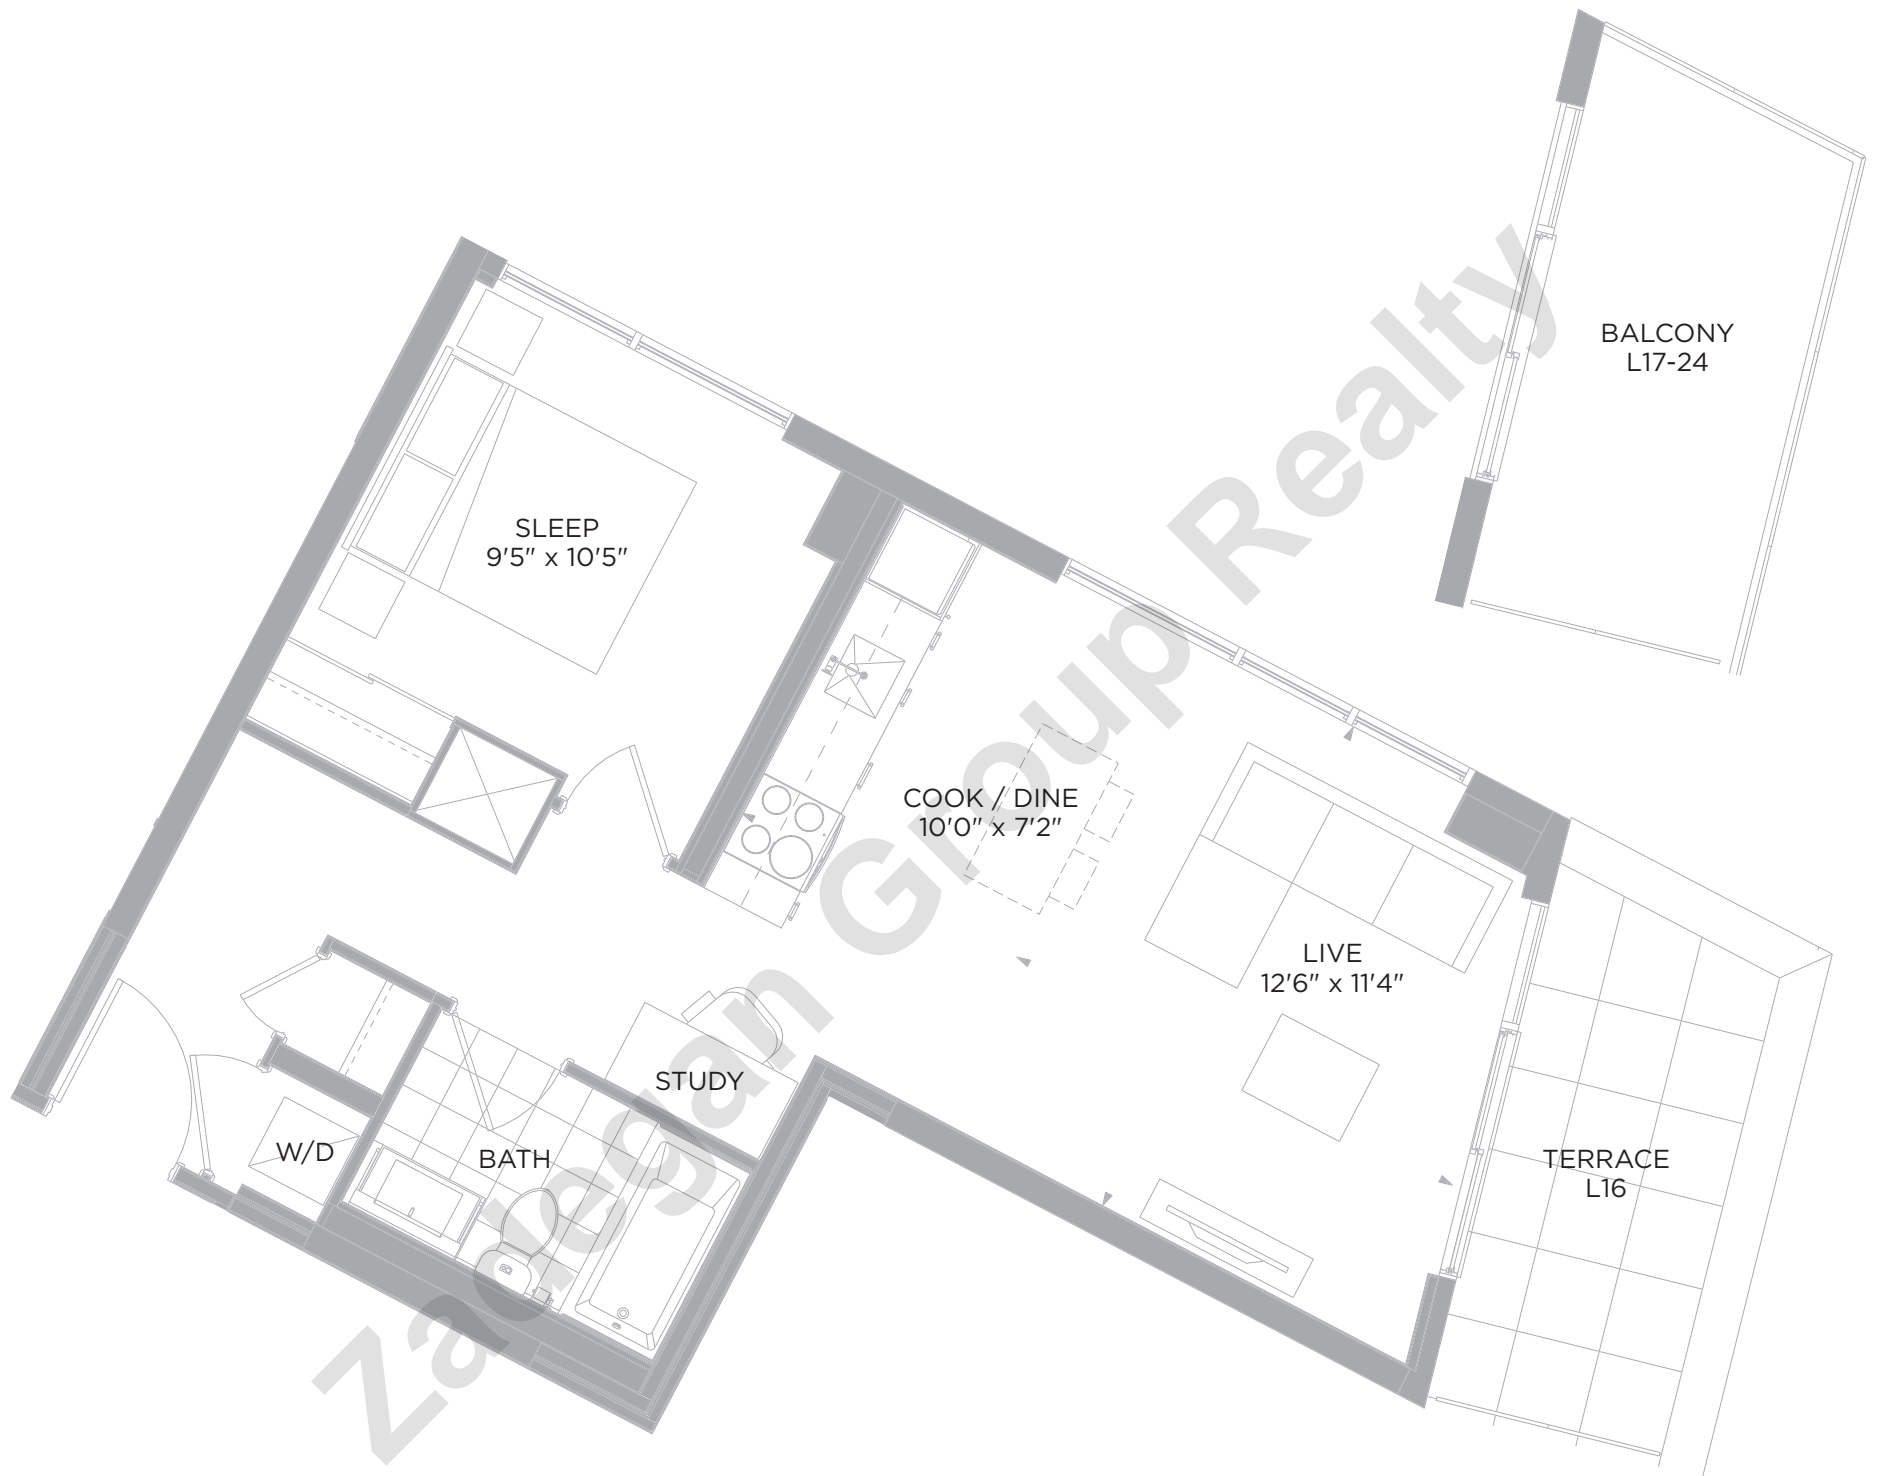 BALCONY
L17-24
SLEEP
9'5" x 10'5"
COOK / DINE
10'0" x 7'2"
LIVE
12'6" x 11'4"
STUDY
W/D
BATH
TERRACE
L16
Zadegan Group Realty